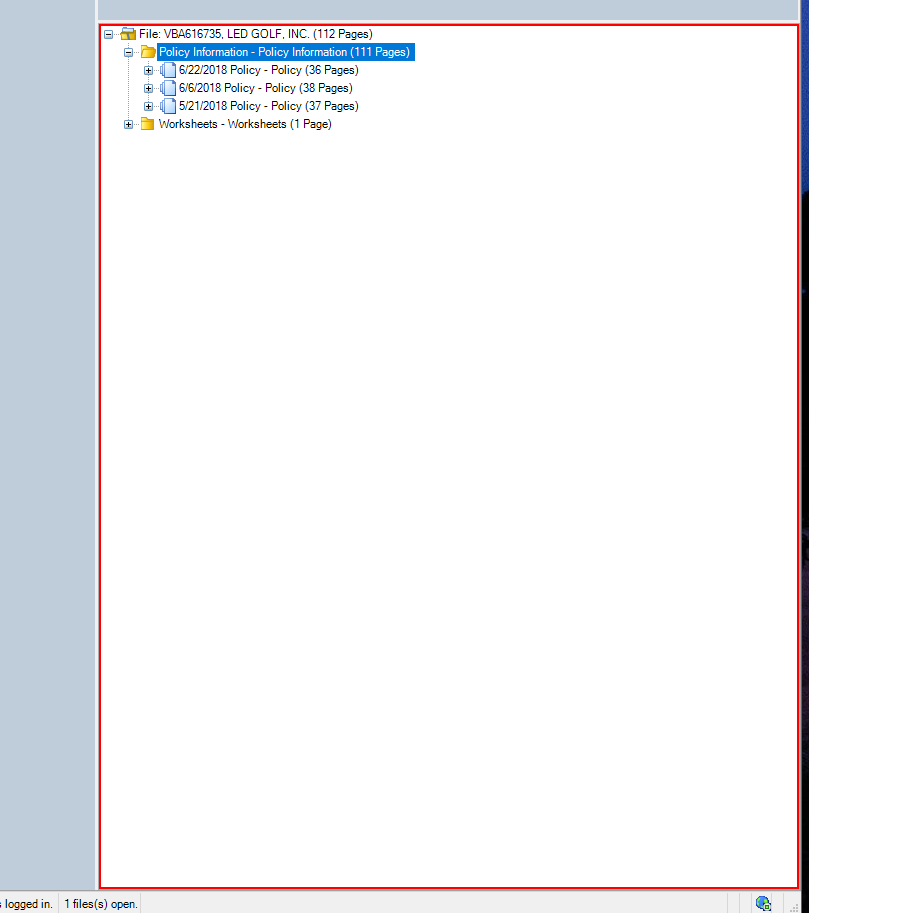 File: VBA616735, LED GOLF, INC. (112 Pages)
Policy Information - Policy Information (111 Pages)
6/22/2018 Policy - Policy (36 Pages)
6/6/2018 Policy - Policy (38 Pages)
5/21/2018 Policy - Policy (37 Pages)
Worksheets - Worksheets (1 Page)
s logged in. 1 files(s) open.